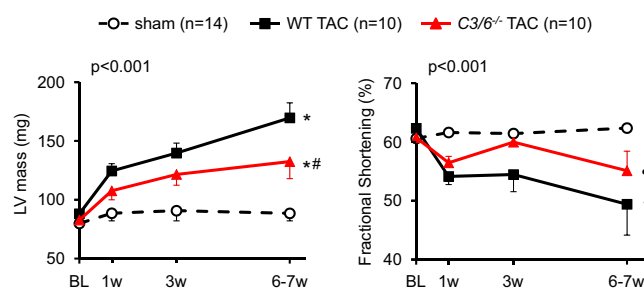 sham (n=14) WT TAC (n=10) C3/6-/- TAC (n=10)
p<0.001
LV mass (mg)
200
150
100
50
*
*#
BL 1w 3w 6-7w
p<0.001
Fractional Shortening (%)
70
60
50
40
BL 1w 3w 6-7w